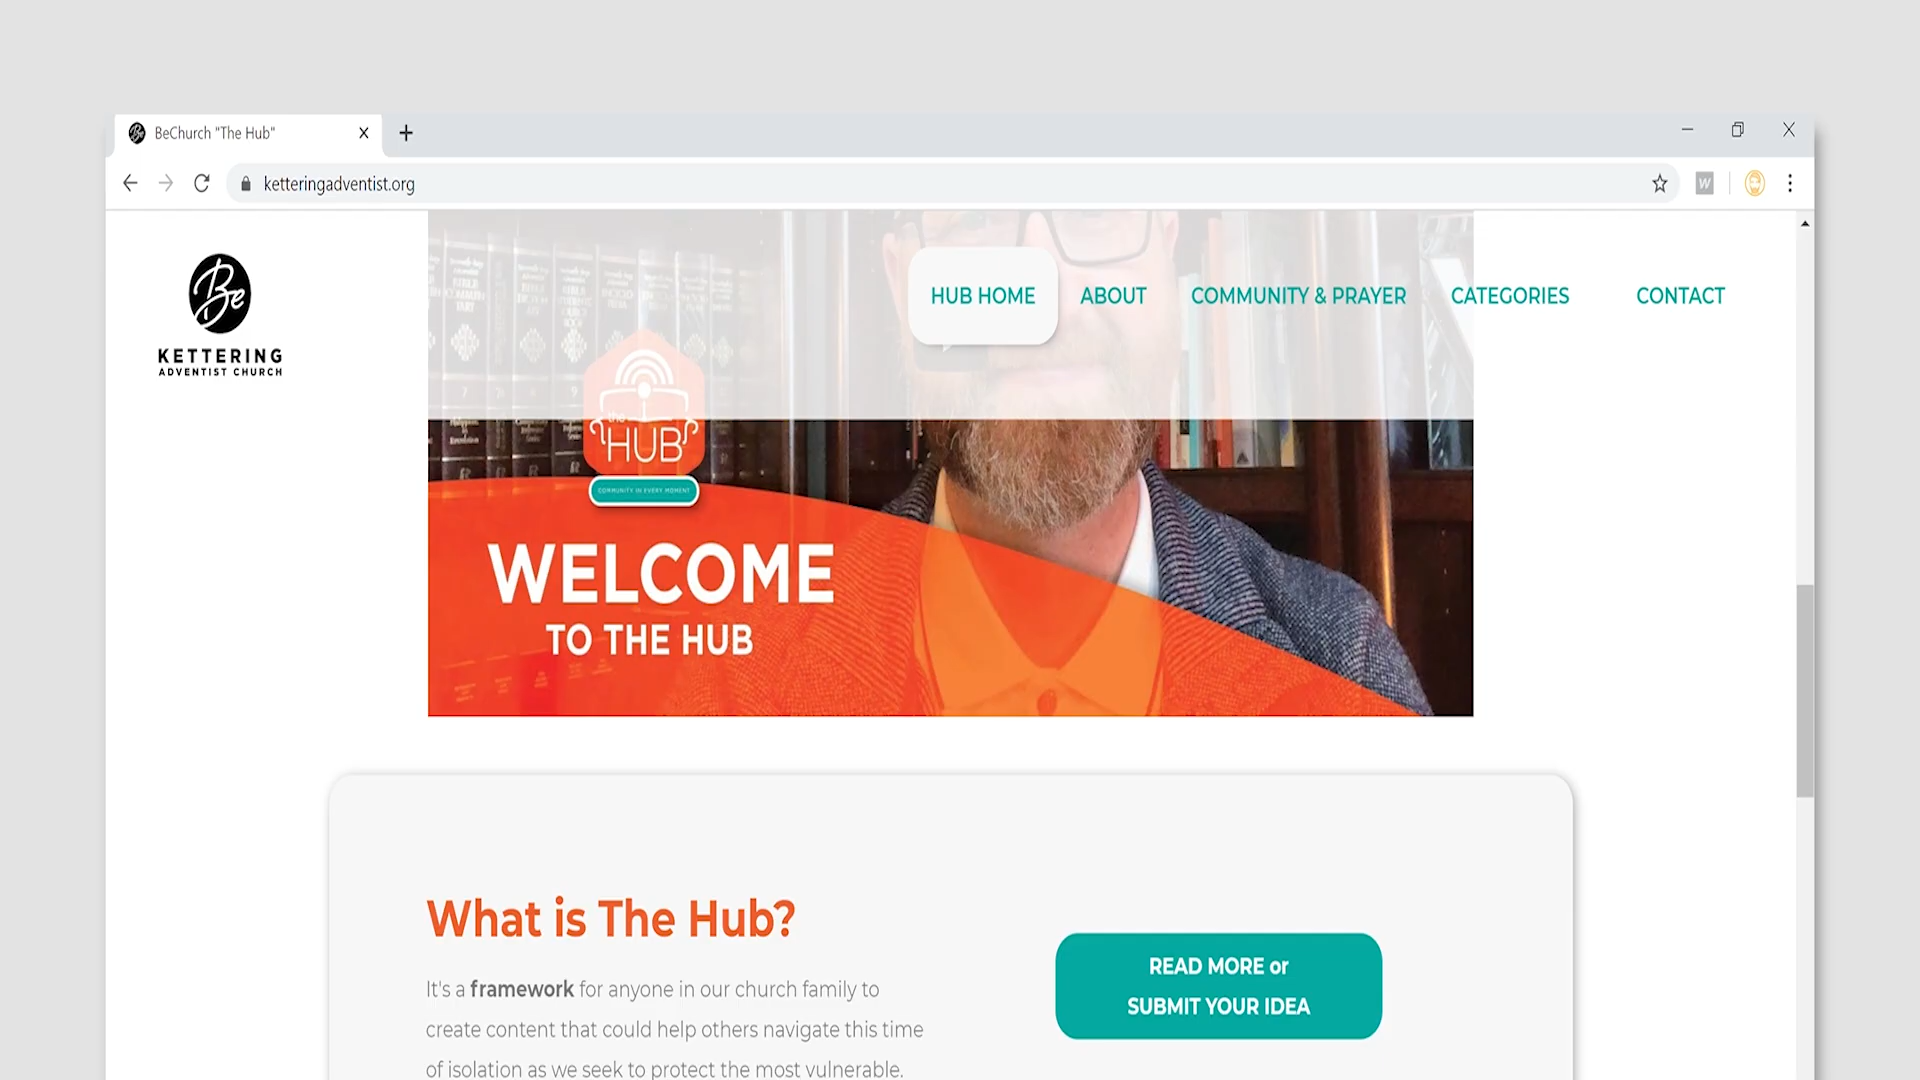 BeChurch "The Hub"
ketteringadventist.org
W
Be
KETTERING
ADVENTIST CHURCH
HUB HOME
ABOUT
COMMUNITY & PRAYER
CATEGORIES
CONTACT
the
HUB
COMMUNITY IN EVERY MOMENT
WELCOME
TO THE HUB
What is The Hub?
It's a framework for anyone in our church family to
create content that could help others navigate this time
of isolation as we seek to protect the most vulnerable.
READ MORE or
SUBMIT YOUR IDEA